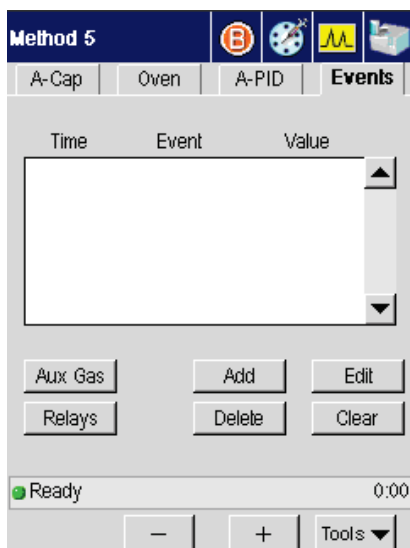 Method 5
B
A-Cap Oven A-PID Events
Time Event Value
Aux Gas Add Edit
Relays Delete Clear
Ready 0:00
− + Tools